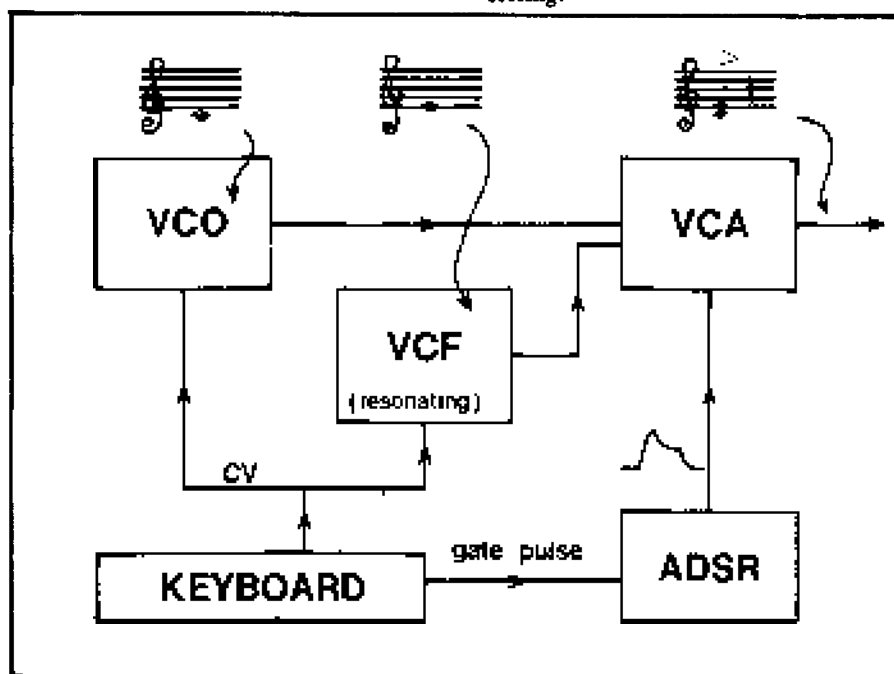 VCO
VCA
VCF
(resonating)
CV
gate pulse
KEYBOARD
ADSR